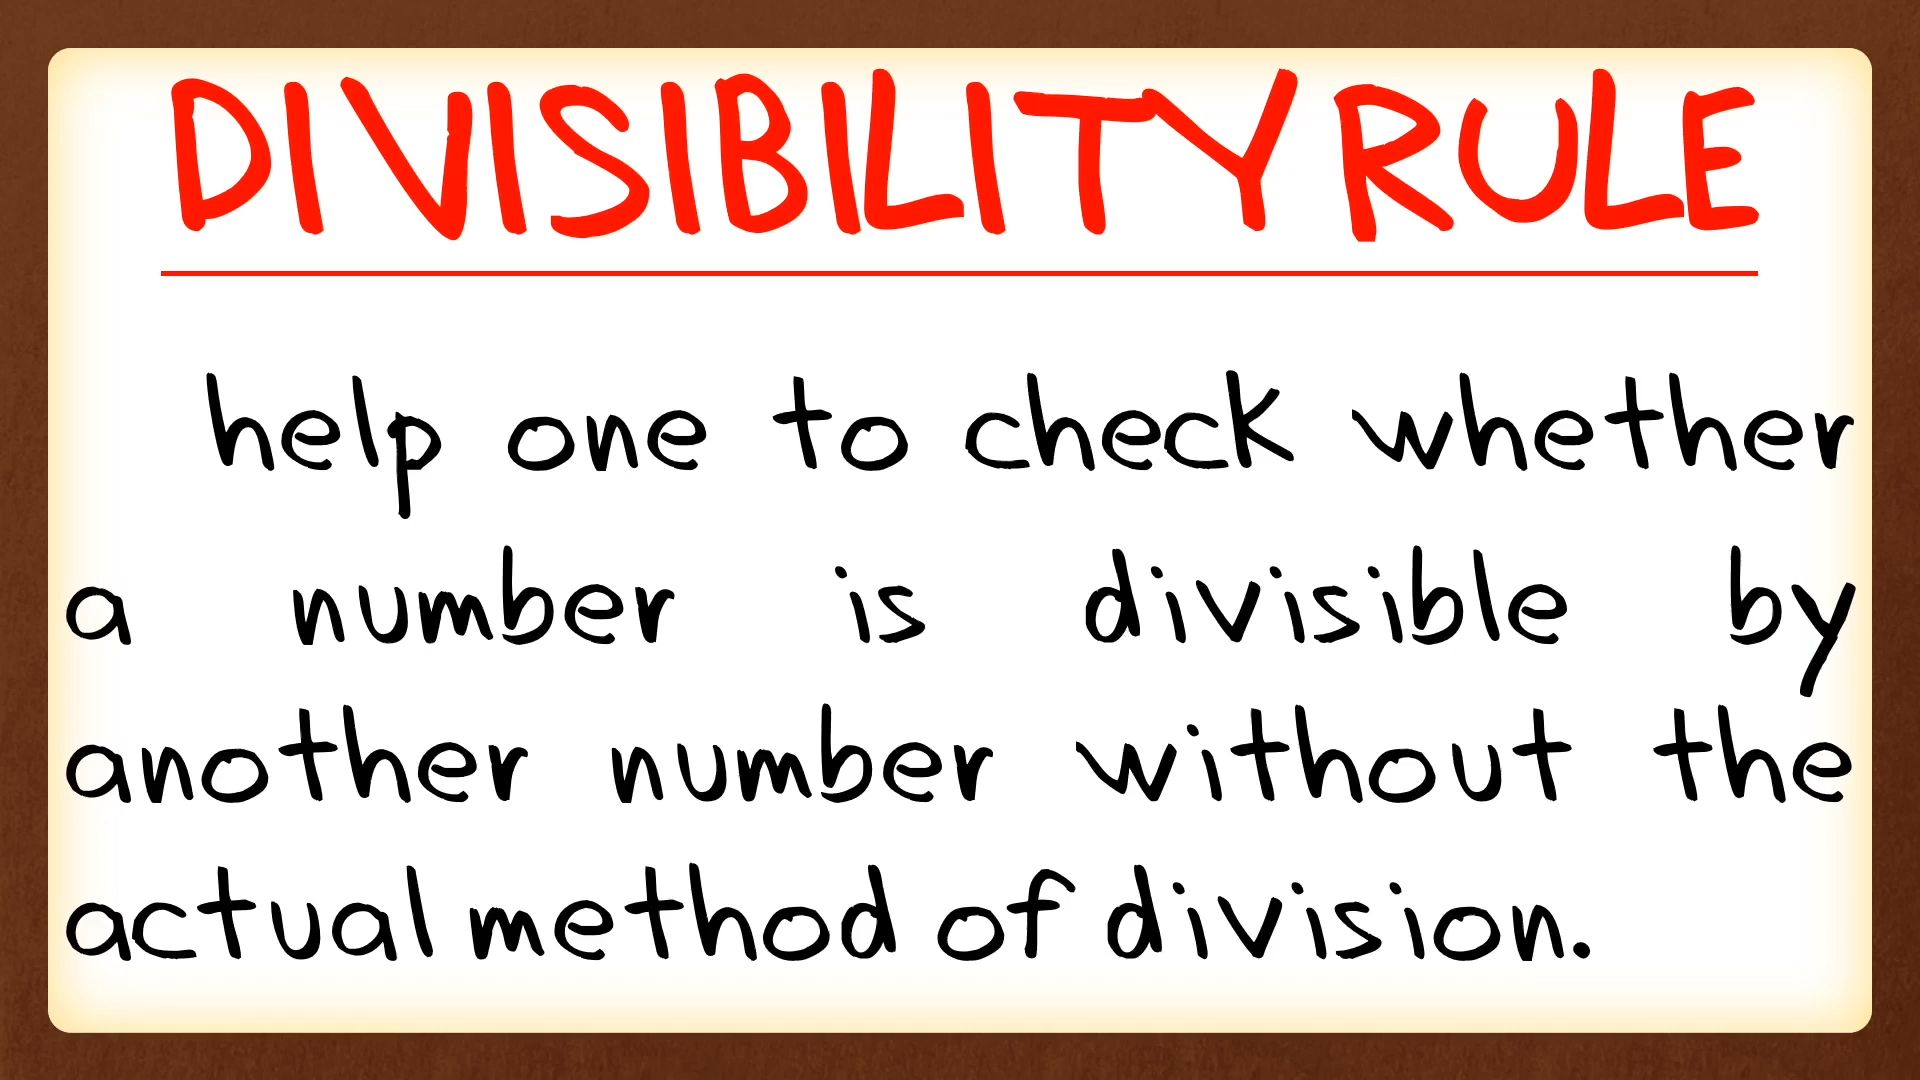 DIVISIBILITY RULE
help one to check whether
a number is divisible by
another number without the
actual method of division.